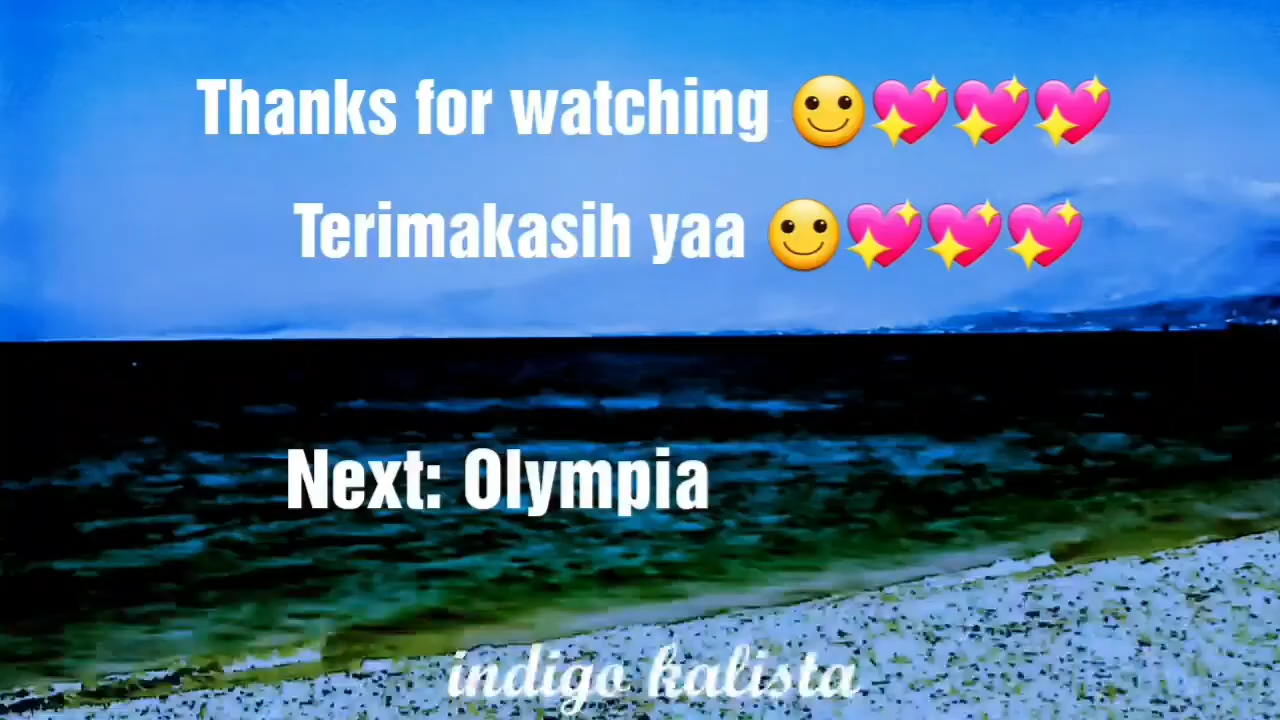 Thanks for watching 🙂💖💖💖
Terimakasih yaa 🙂💖💖💖
Next: Olympia
indigo kalista